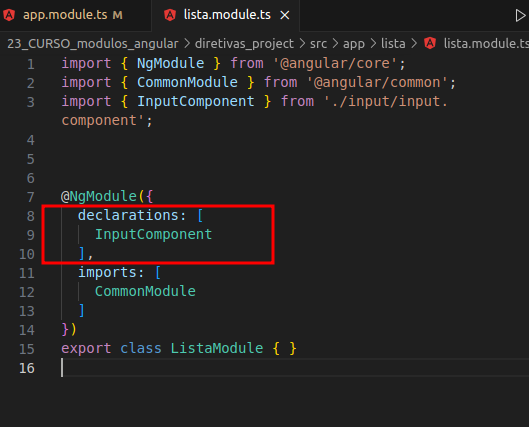 app.module.ts M
lista.module.ts
23_CURSO_modulos_angular > diretivas_project > src > app > lista > lista.module.ts
1 import { NgModule } from '@angular/core';
2 import { CommonModule } from '@angular/common';
3 import { InputComponent } from './input/input.
component';
4
5
6
7 @NgModule({
8 declarations: [
9 InputComponent
10 ],
11 imports: [
12 CommonModule
13 ]
14 })
15 export class ListaModule { }
16